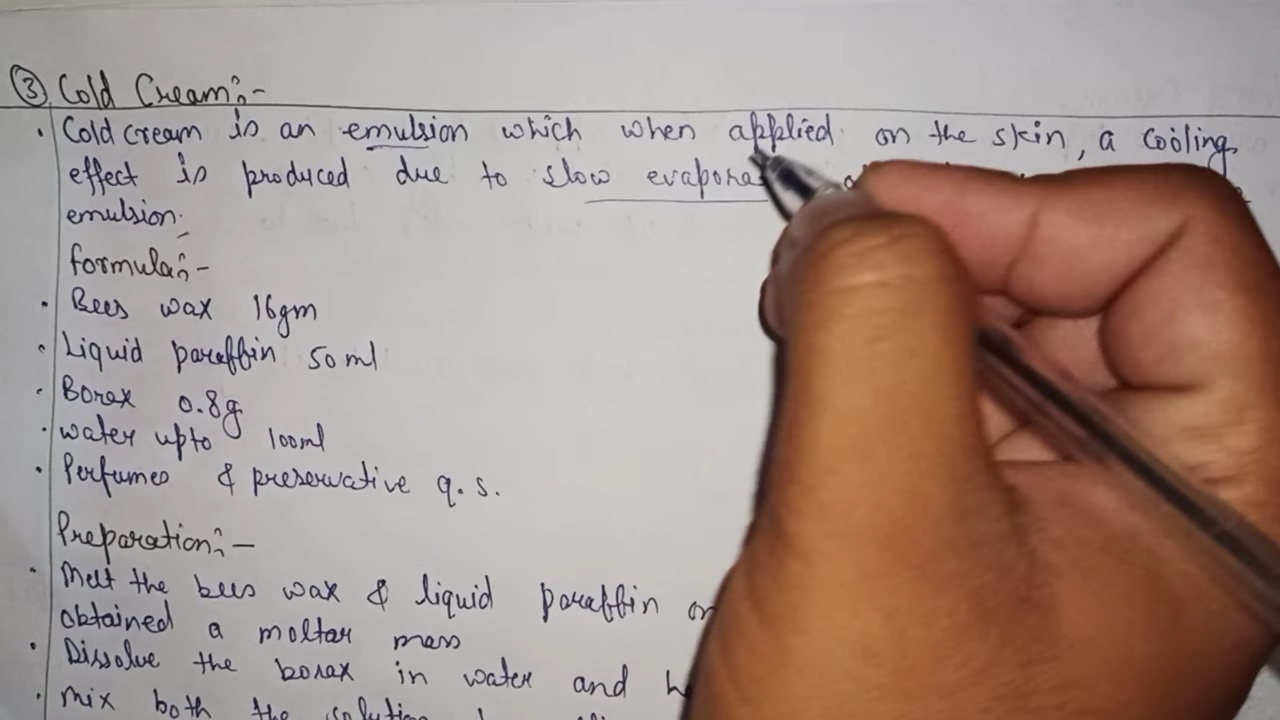 ③ Cold Cream:-
• Cold cream is an emulsion which when applied on the skin, a cooling
effect is produced due to slow
emulsion.
formula:-
• Bees wax 16gm
• Liquid paraffin 50ml
• Borax 0.8g
• water upto 100ml
• Perfumes & preservative q.s.
Preparation:-
• Melt the bees wax & liquid paraffin
obtained a moltar mass
• Dissolve the borax in water and
• Mix both the